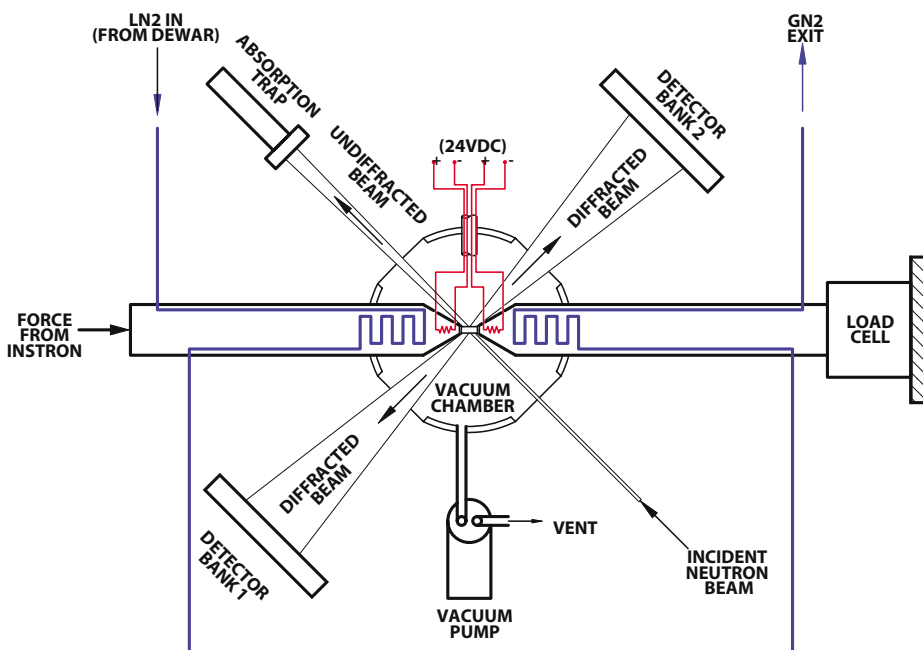 LN2 IN
(FROM DEWAR)
GN2
EXIT
ABSORPTION
TRAP
UNDIFFRACTED
BEAM
(24VDC)
+ - + -
DETECTOR
BANK 2
DIFFRACTED
BEAM
FORCE
FROM
INSTRON
LOAD
CELL
VACUUM
CHAMBER
DIFFRACTED
BEAM
DETECTOR
BANK 1
VENT
INCIDENT
NEUTRON
BEAM
VACUUM
PUMP